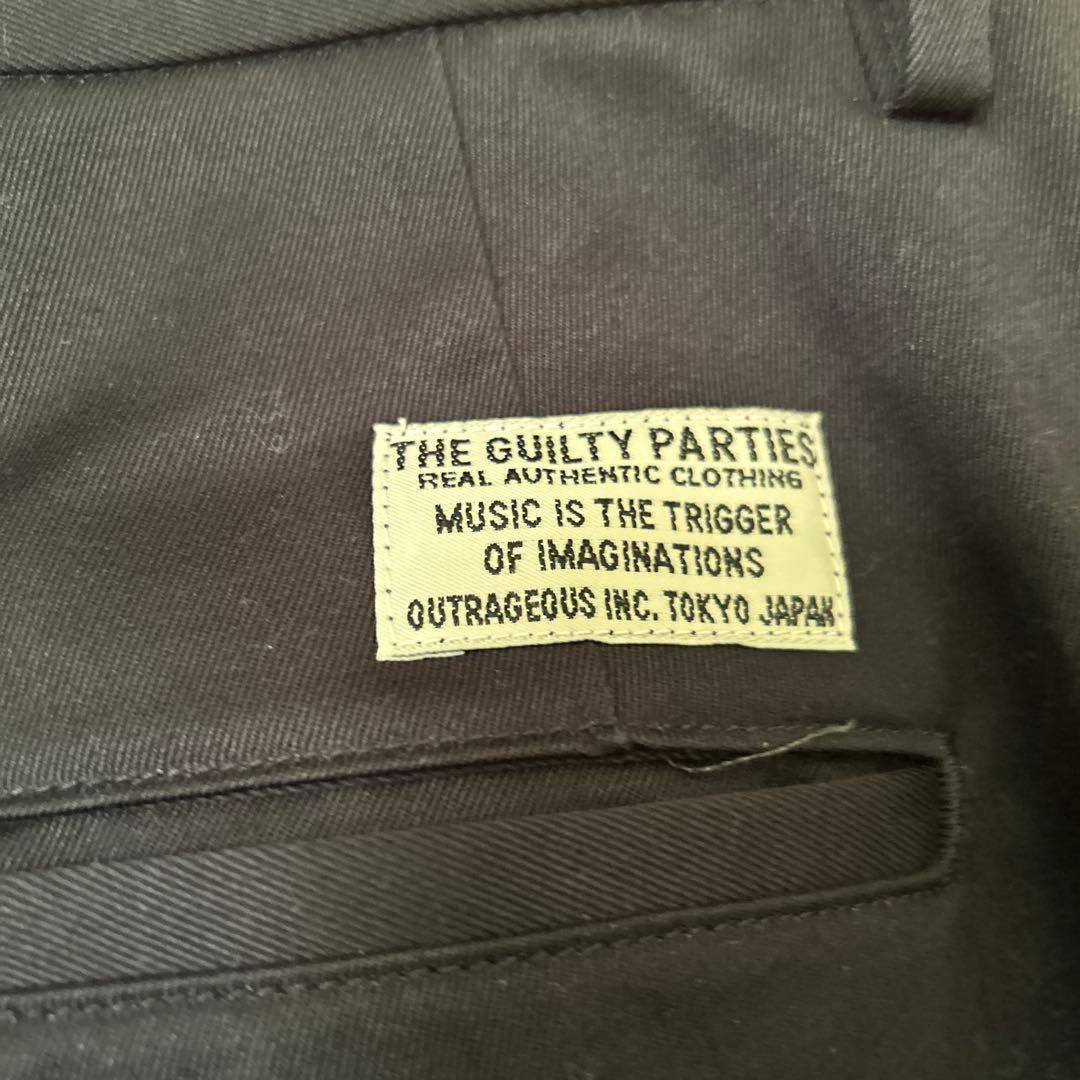 THE GUILTY PARTIES
REAL AUTHENTIC CLOTHING
MUSIC IS THE TRIGGER
OF IMAGINATIONS
OUTRAGEOUS INC. TOKYO JAPAN